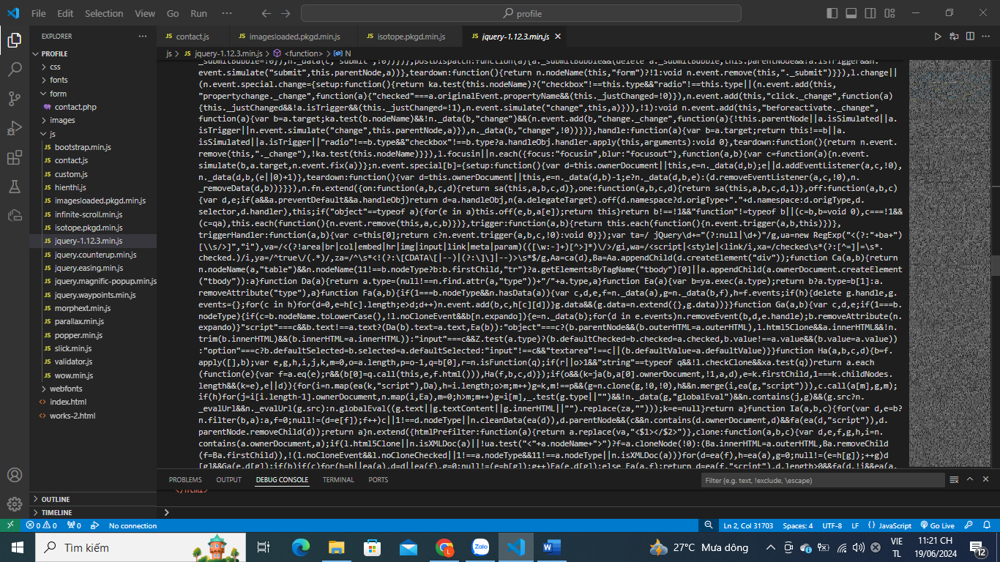 File Edit Selection View Go Run ··· profile
EXPLORER ···
contact.js imagesloaded.pkgd.min.js isotope.pkgd.min.js jquery-1.12.3.min.js
PROFILE
js > jquery-1.12.3.min.js > <function> > N
css
fonts
form
contact.php
images
js
JS bootstrap.min.js
JS contact.js
JS custom.js
JS hienthi.js
JS imagesloaded.pkgd.min.js
JS infinite-scroll.min.js
JS isotope.pkgd.min.js
JS jquery-1.12.3.min.js
JS jquery.counterup.min.js
JS jquery.easing.min.js
JS jquery.magnific-popup.min.js
JS jquery.waypoints.min.js
JS morphext.min.js
JS parallax.min.js
JS popper.min.js
JS slick.min.js
JS validator.js
JS wow.min.js
webfonts
index.html
works-2.html
OUTLINE
TIMELINE
event.simulate("submit",this.parentNode,a))},teardown:function(){return n.nodeName(this,"form")?!1:void n.event.remove(this,"._submit")}}),l.change||
(n.event.special.change={setup:function(){return ka.test(this.nodeName)?("checkbox"!==this.type&&"radio"!==this.type||(n.event.add(this,
"propertychange._change",function(a){"checked"===a.originalEvent.propertyName&&(this._justChanged=!0)}),n.event.add(this,"click._change",function(a)
{this._justChanged&&!a.isTrigger&&(this._justChanged=!1),n.event.simulate("change",this,a)})),!1):void n.event.add(this,"beforeactivate._change",
function(a){var b=a.target;ka.test(b.nodeName)&&!n._data(b,"change")&&(n.event.add(b,"change._change",function(a){!this.parentNode||a.isSimulated||a.
isTrigger||n.event.simulate("change",this.parentNode,a)}),n._data(b,"change",!0))})},handle:function(a){var b=a.target;return this!==b||a.
isSimulated||a.isTrigger||"radio"!==b.type&&"checkbox"!==b.type?a.handleObj.handler.apply(this,arguments):void 0},teardown:function(){return n.event.
remove(this,"._change"),!ka.test(this.nodeName)}}),l.focusin||n.each({focus:"focusin",blur:"focusout"},function(a,b){var c=function(a){n.event.
simulate(b,a.target,n.event.fix(a))};n.event.special[b]={setup:function(){var d=this.ownerDocument||this,e=n._data(d,b);e||d.addEventListener(a,c,!0),
n._data(d,b,(e||0)+1)},teardown:function(){var d=this.ownerDocument||this,e=n._data(d,b)-1;e?n._data(d,b,e):(d.removeEventListener(a,c,!0),n.
_removeData(d,b))}}}),n.fn.extend({on:function(a,b,c,d){return sa(this,a,b,c,d)},one:function(a,b,c,d){return sa(this,a,b,c,d,1)},off:function(a,b,c)
{var d,e;if(a&&a.preventDefault&&a.handleObj)return d=a.handleObj,n(a.delegateTarget).off(d.namespace?d.origType+"."+d.namespace:d.origType,d.
selector,d.handler),this;if("object"==typeof a){for(e in a)this.off(e,b,a[e]);return this}return b!==!1&&"function"!=typeof b||(c=b,b=void 0),c===!1&&
(c=qa),this.each(function(){n.event.remove(this,a,c,b)})},trigger:function(a,b){return this.each(function(){n.event.trigger(a,b,this)})},
triggerHandler:function(a,b){var c=this[0];return c?n.event.trigger(a,b,c,!0):void 0}});var ta=/ jQuery\d+="(?:null|\d+)"/g,ua=new RegExp("<(?:"+ba+")
[\\s/>]","i"),va=/<(?!area|br|col|embed|hr|img|input|link|meta|param)(([\w:-]+)[^>]*)\/>/gi,wa=/<script|<style|<link/i,xa=/checked\s*(?:[^=]|=\s*.
checked.)/i,ya=/^true\/(.*)/,za=/^\s*<!(?:\[CDATA\[|--)|(?:\]\]|--)>\s*$/g,Aa=ca(d),Ba=Aa.appendChild(d.createElement("div"));function Ca(a,b){return
n.nodeName(a,"table")&&n.nodeName(11!==b.nodeType?b:b.firstChild,"tr")?a.getElementsByTagName("tbody")[0]||a.appendChild(a.ownerDocument.createElement
("tbody")):a}function Da(a){return a.type=(null!==n.find.attr(a,"type"))+"/"+a.type,a}function Ea(a){var b=ya.exec(a.type);return b?a.type=b[1]:a.
removeAttribute("type"),a}function Fa(a,b){if(1===b.nodeType&&n.hasData(a)){var c,d,e,f=n._data(a),g=n._data(b,f),h=f.events;if(h){delete g.handle,g.
events={};for(c in h)for(d=0,e=h[c].length;e>d;d++)n.event.add(b,c,h[c][d])}g.data&&(g.data=n.extend({},g.data))}}function Ga(a,b){var c,d,e;if(1===b.
nodeType){if(c=b.nodeName.toLowerCase(),!l.noCloneEvent&&b[n.expando]){e=n._data(b);for(d in e.events)n.removeEvent(b,d,e.handle);b.removeAttribute(n.
expando)}"script"===c&&b.text!==a.text?(Da(b).text=a.text,Ea(b)):"object"===c?(b.parentNode&&(b.outerHTML=a.outerHTML),l.html5Clone&&a.innerHTML&&!n.
trim(b.innerHTML)&&(b.innerHTML=a.innerHTML)):"input"===c&&Z.test(a.type)?(b.defaultChecked=b.checked=a.checked,b.value!==a.value&&(b.value=a.value))
:"option"===c?b.defaultSelected=b.selected=a.defaultSelected:"input"!==c&&"textarea"!==c||(b.defaultValue=a.defaultValue)}}function Ha(a,b,c,d){b=f.
apply([],b);var e,g,h,i,j,k,m=0,o=a.length,p=o-1,q=b[0],r=n.isFunction(q);if(r||o>1&&"string"==typeof q&&!l.checkClone&&xa.test(q))return a.each
(function(e){var f=a.eq(e);r&&(b[0]=q.call(this,e,f.html())),Ha(f,b,c,d)});if(o&&(k=ja(b,a[0].ownerDocument,!1,a,d),e=k.firstChild,1===k.childNodes.
length&&(k=e),e||d)){for(i=n.map(ea(k,"script"),Da),h=i.length;o>m;m++)g=k,m!==p&&(g=n.clone(g,!0,!0),h&&n.merge(i,ea(g,"script"))),c.call(a[m],g,m);
if(h)for(j=i[i.length-1].ownerDocument,n.map(i,Ea),m=0;h>m;m++)g=i[m],_.test(g.type||"")&&!n._data(g,"globalEval")&&n.contains(j,g)&&(g.src?n.
_evalUrl&&n._evalUrl(g.src):n.globalEval((g.text||g.textContent||g.innerHTML||"").replace(za,"")));k=e=null}return a}function Ia(a,b,c){for(var d,e=b?
n.filter(b,a):a,f=0;null!=(d=e[f]);f++)c||1!==d.nodeType||n.cleanData(ea(d)),d.parentNode&&(c&&n.contains(d.ownerDocument,d)&&fa(ea(d,"script")),d.
parentNode.removeChild(d));return a}n.extend({htmlPrefilter:function(a){return a.replace(va,"<$1></$2>")},clone:function(a,b,c){var d,e,f,g,h,i=n.
contains(a.ownerDocument,a);if(l.html5Clone||n.isXMLDoc(a)||!ua.test("<"+a.nodeName+">")?f=a.cloneNode(!0):(Ba.innerHTML=a.outerHTML,Ba.removeChild
(f=Ba.firstChild)),!(l.noCloneEvent&&l.noCloneChecked||1!==a.nodeType&&11!==a.nodeType||n.isXMLDoc(a)))for(d=ea(f),h=ea(a),g=0;null!=(e=h[g]);++g)d
[g]&&Ga(e,d[g]);if(b)if(c)for(h=h||ea(a),d=d||ea(f),g=0;null!=(e=h[g]);g++)Fa(e,d[g]);else Fa(a,f);return d=ea(f,"script"),d.length>0&&fa(d,!i&&ea(a,
PROBLEMS OUTPUT DEBUG CONSOLE TERMINAL PORTS Filter (e.g. text, !exclude, \escape)
</html>
0 0 0 No connection Ln 2, Col 31703 Spaces: 4 UTF-8 LF JavaScript Go Live
Tìm kiếm Zalo 27°C Mưa dông VIE 11:21 CH
TL 19/06/2024 12